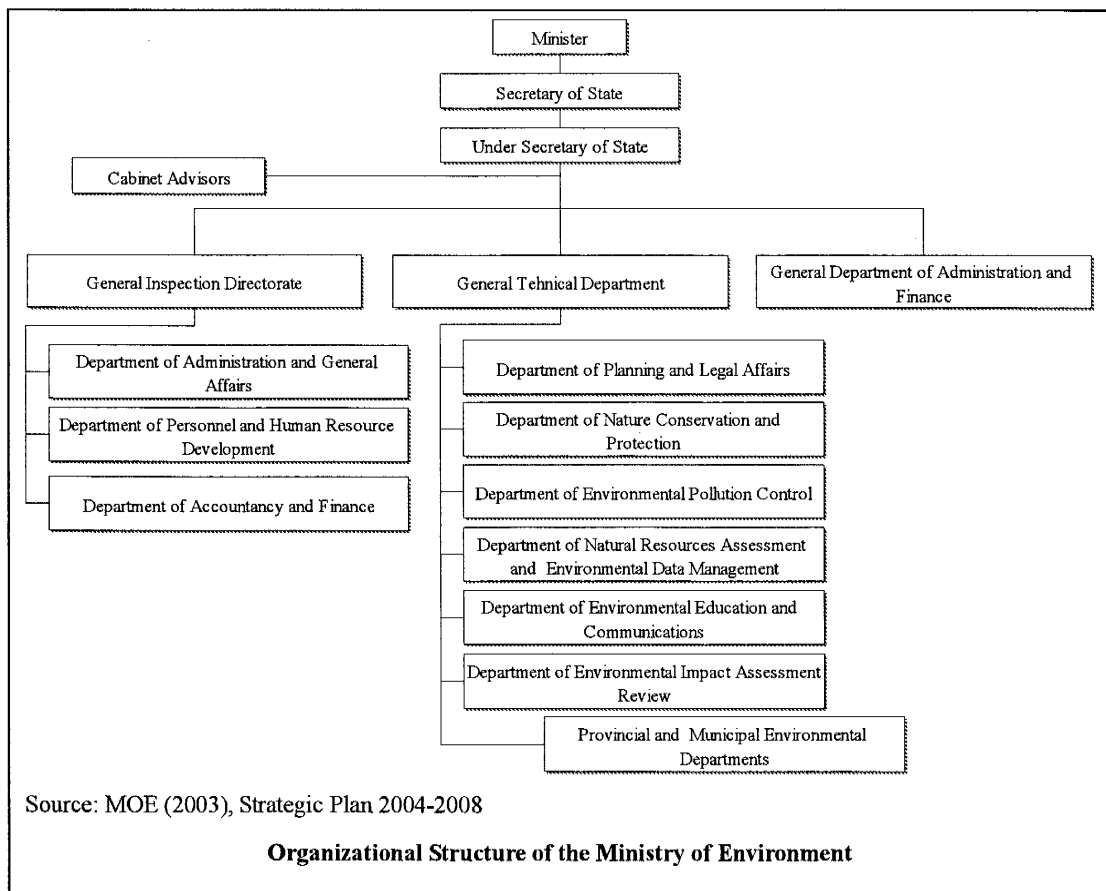 Minister
Secretary of State
Under Secretary of State
Cabinet Advisors
General Inspection Directorate
General Tehnical Department
General Department of Administration and
Finance
Department of Administration and General
Affairs
Department of Personnel and Human Resource
Development
Department of Accountancy and Finance
Department of Planning and Legal Affairs
Department of Nature Conservation and
Protection
Department of Environmental Pollution Control
Department of Natural Resources Assessment
and Environmental Data Management
Department of Environmental Education and
Communications
Department of Environmental Impact Assessment
Review
Provincial and Municipal Environmental
Departments
Source: MOE (2003), Strategic Plan 2004-2008
Organizational Structure of the Ministry of Environment